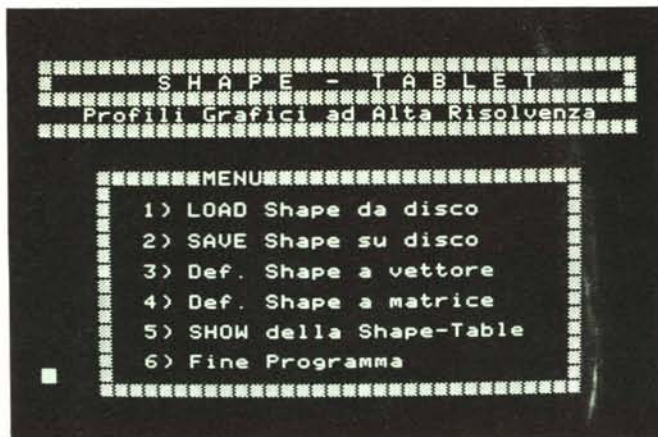 S H A P E - T A B L E T
Profili Grafici ad Alta Risolvenza
MENU
1) LOAD Shape da disco
2) SAVE Shape su disco
3) Def. Shape a vettore
4) Def. Shape a matrice
5) SHOW della Shape-Table
6) Fine Programma